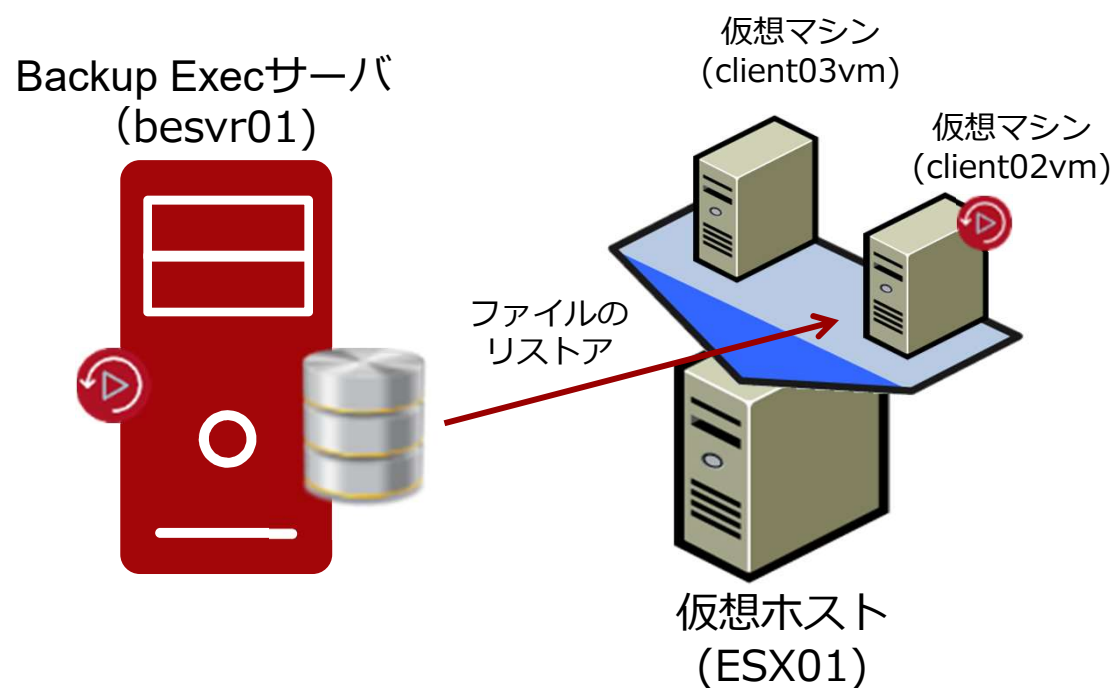 Backup Execサーバ
（besvr01)
仮想マシン
(client03vm)
仮想マシン
(client02vm)
ファイルの
リストア
仮想ホスト
(ESX01)